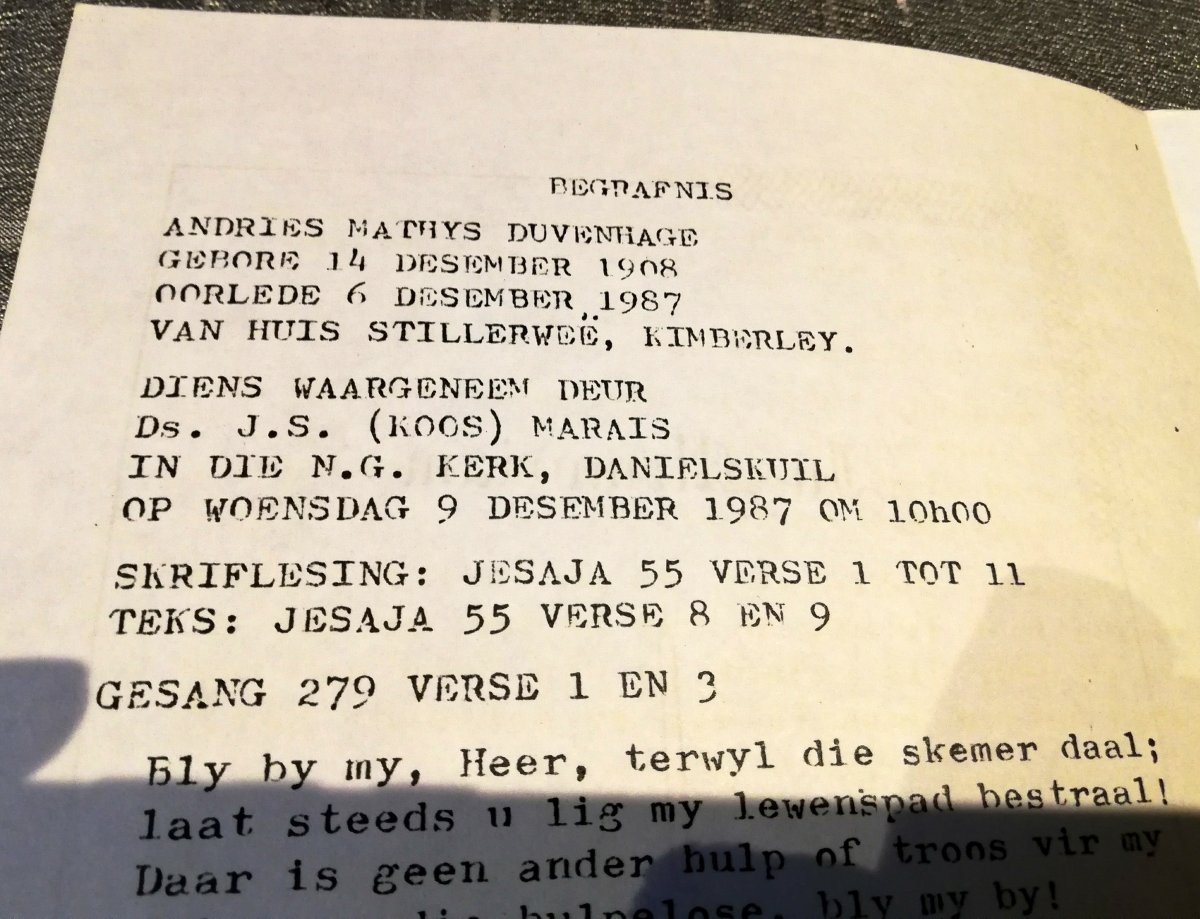 BEGRAFNIS
ANDRIES MATHYS DUVENHAGE
GEBORE 14 DESEMBER 1908
OORLEDE 6 DESEMBER 1987
VAN HUIS STILLERWEË, KIMBERLEY.
DIENS WAARGENEEM DEUR
Ds. J.S. (KOOS) MARAIS
IN DIE N.G. KERK, DANIELSKUIL
OP WOENSDAG 9 DESEMBER 1987 OM 10h00
SKRIFLESING: JESAJA 55 VERSE 1 TOT 11
TEKS: JESAJA 55 VERSE 8 EN 9
GESANG 279 VERSE 1 EN 3
Bly by my, Heer, terwyl die skemer daal;
laat steeds u lig my lewenspad bestraal!
Daar is geen ander hulp of troos vir my
die hulpelose, bly my by!